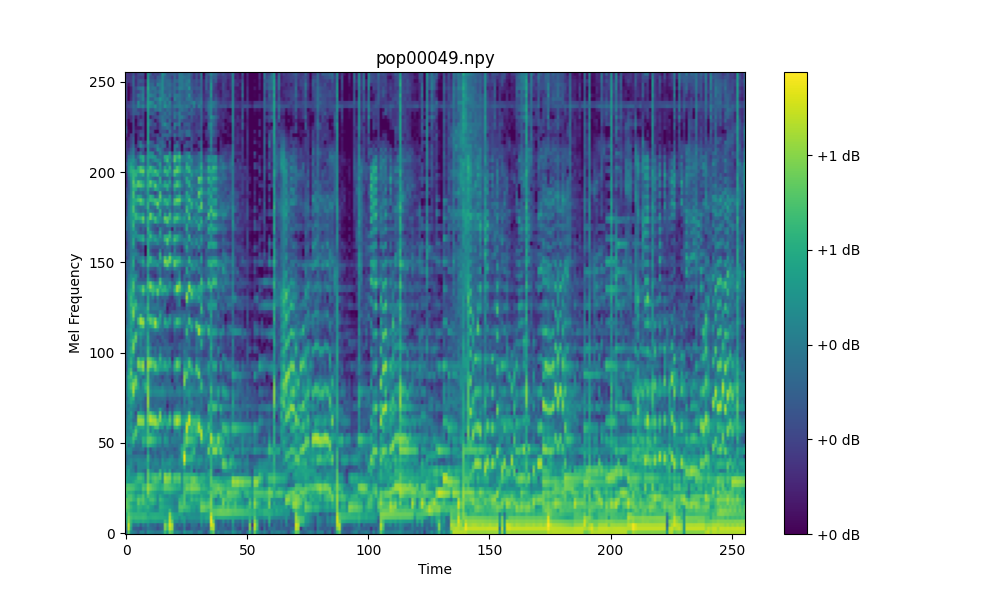 pop00049.npy
Mel Frequency
250
200
150
100
50
0
0 50 100 150 200 250
Time
+1 dB
+1 dB
+0 dB
+0 dB
+0 dB